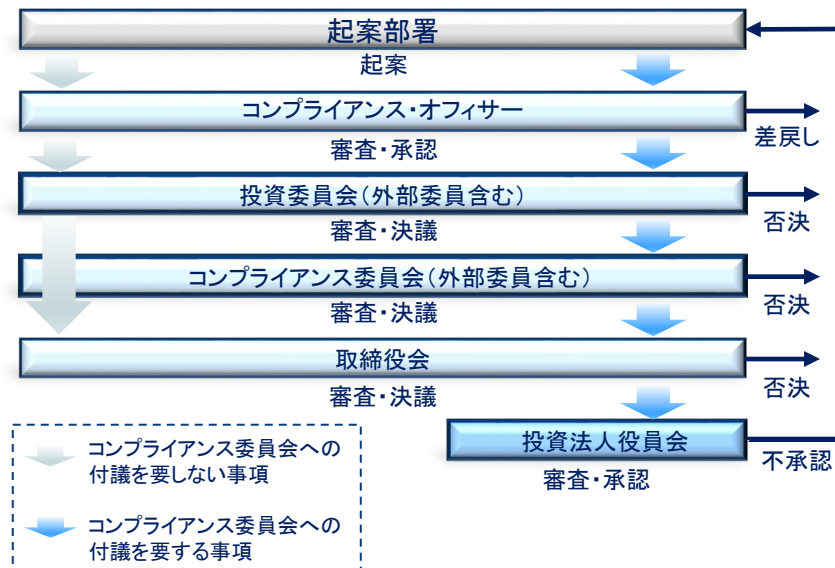 起案部署
起案
コンプライアンス・オフィサー
差戻し
審査・承認
投資委員会(外部委員含む)
否決
審査・決議
コンプライアンス委員会(外部委員含む)
否決
審査・決議
取締役会
否決
審査・決議
投資法人役員会
不承認
審査・承認
コンプライアンス委員会への
付議を要しない事項
コンプライアンス委員会への
付議を要する事項